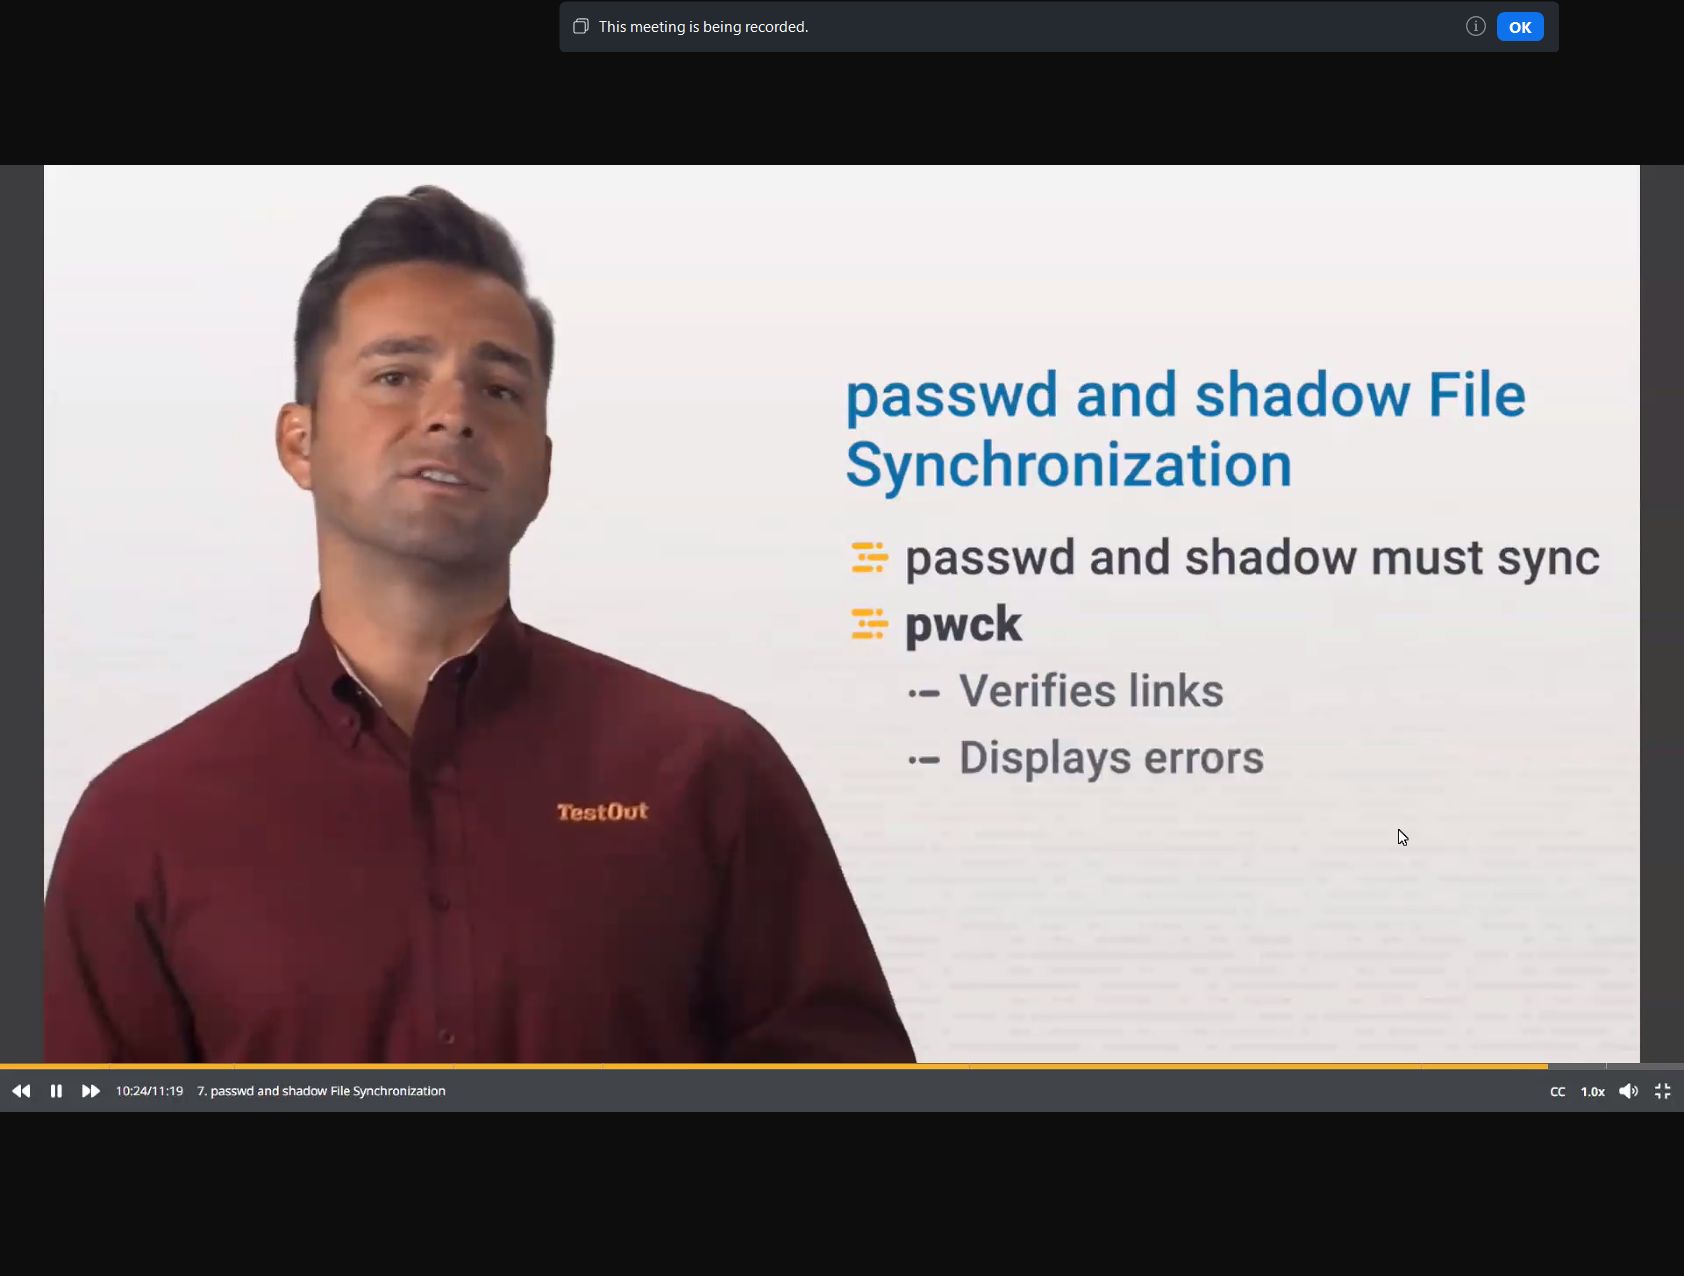 This meeting is being recorded.
OK
passwd and shadow File
Synchronization
passwd and shadow must sync
pwck
Verifies links
Displays errors
TestOut
10:24/11:19 7. passwd and shadow File Synchronization
CC 1.0x